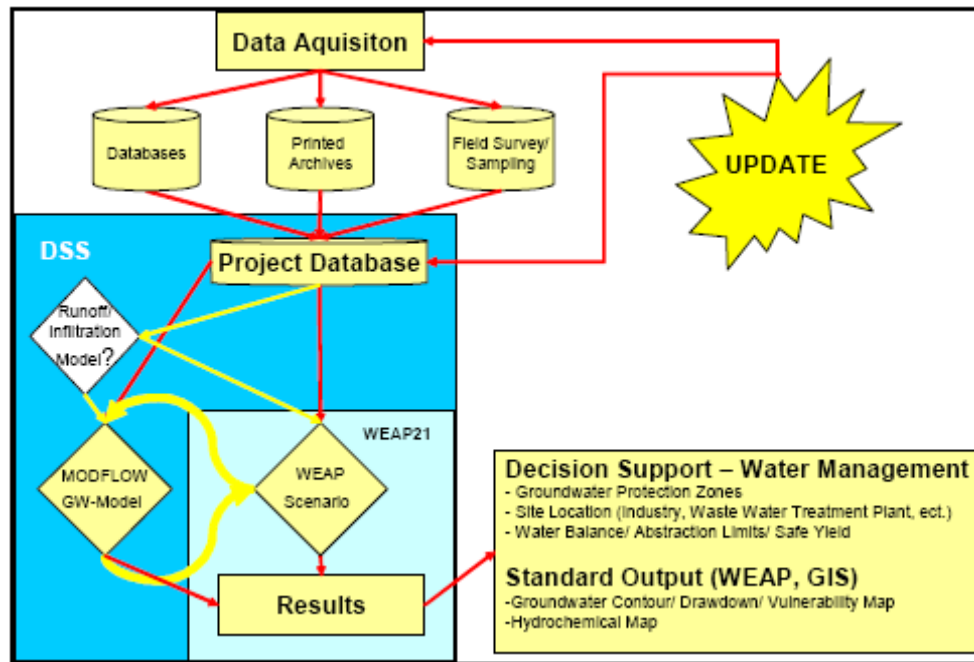 Data Aquisiton
Databases
Printed
Archives
Field Survey/
Sampling
UPDATE
DSS
Project Database
Runoff/
Infiltration
Model?
WEAP21
MODFLOW
GW-Model
WEAP
Scenario
Results
Decision Support – Water Management
- Groundwater Protection Zones
- Site Location (Industry, Waste Water Treatment Plant, ect.)
- Water Balance/ Abstraction Limits/ Safe Yield
Standard Output (WEAP, GIS)
-Groundwater Contour/ Drawdown/ Vulnerability Map
-Hydrochemical Map